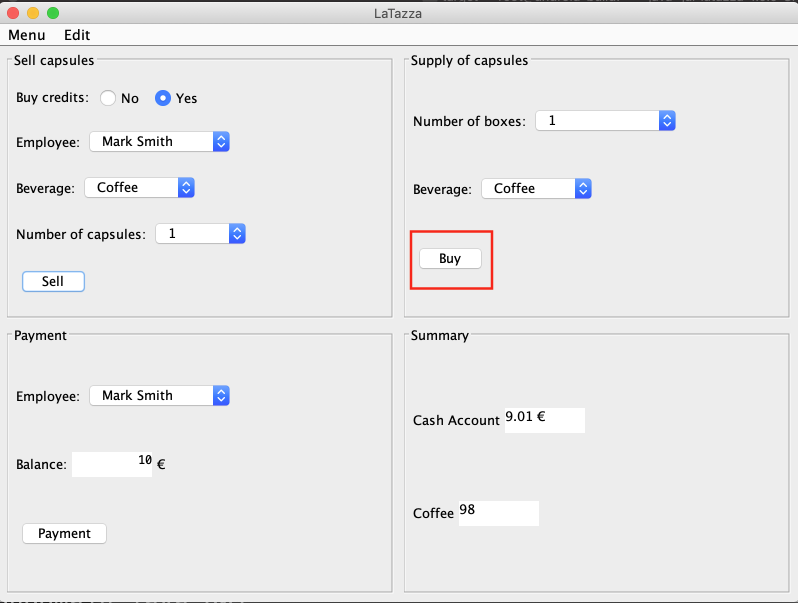 LaTazza
Menu Edit
Sell capsules
Buy credits: No Yes
Employee: Mark Smith
Beverage: Coffee
Number of capsules: 1
Sell
Supply of capsules
Number of boxes: 1
Beverage: Coffee
Buy
Payment
Employee: Mark Smith
Balance: 10 €
Payment
Summary
Cash Account 9.01 €
Coffee 98